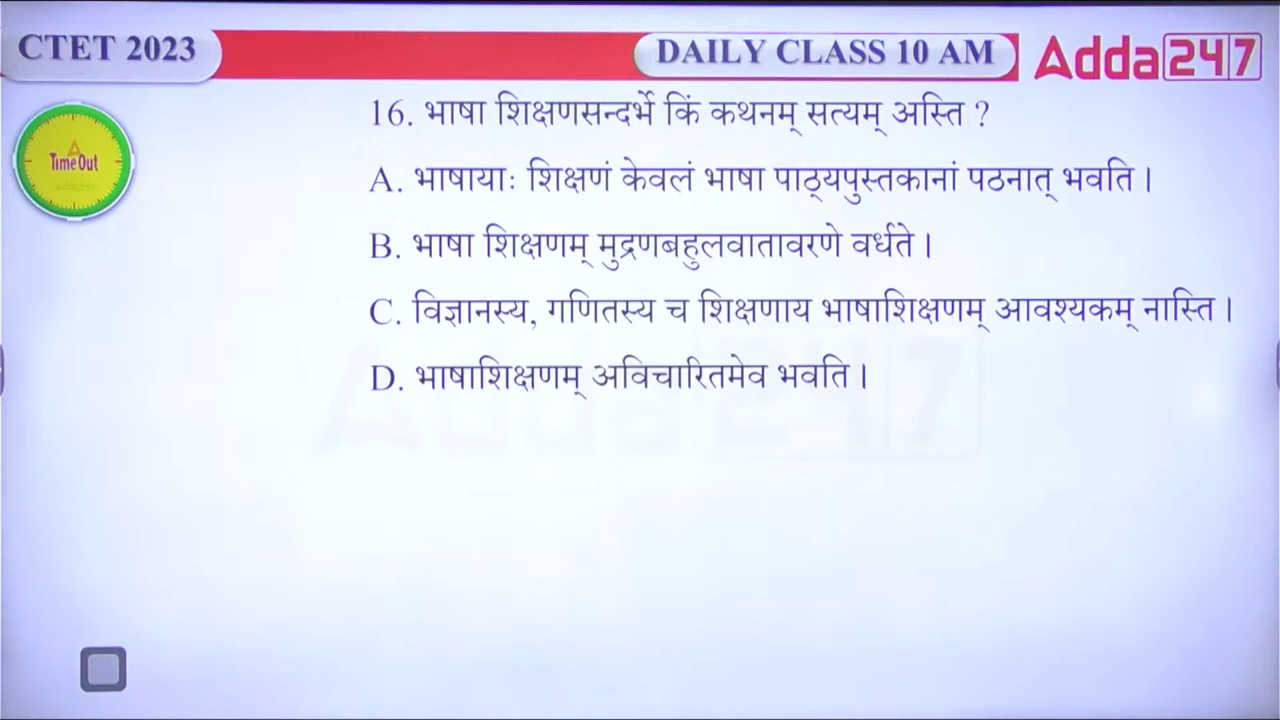 CTET 2023
DAILY CLASS 10 AM
Adda247
Time Out
16. भाषा शिक्षणसन्दर्भे किं कथनम् सत्यम् अस्ति ?
A. भाषायाः शिक्षणं केवलं भाषा पाठ्यपुस्तकानां पठनात् भवति ।
B. भाषा शिक्षणम् मुद्रणबहुलवातावरणे वर्धते ।
C. विज्ञानस्य, गणितस्य च शिक्षणाय भाषाशिक्षणम् आवश्यकम् नास्ति ।
D. भाषाशिक्षणम् अविचारितमेव भवति ।
Adda247